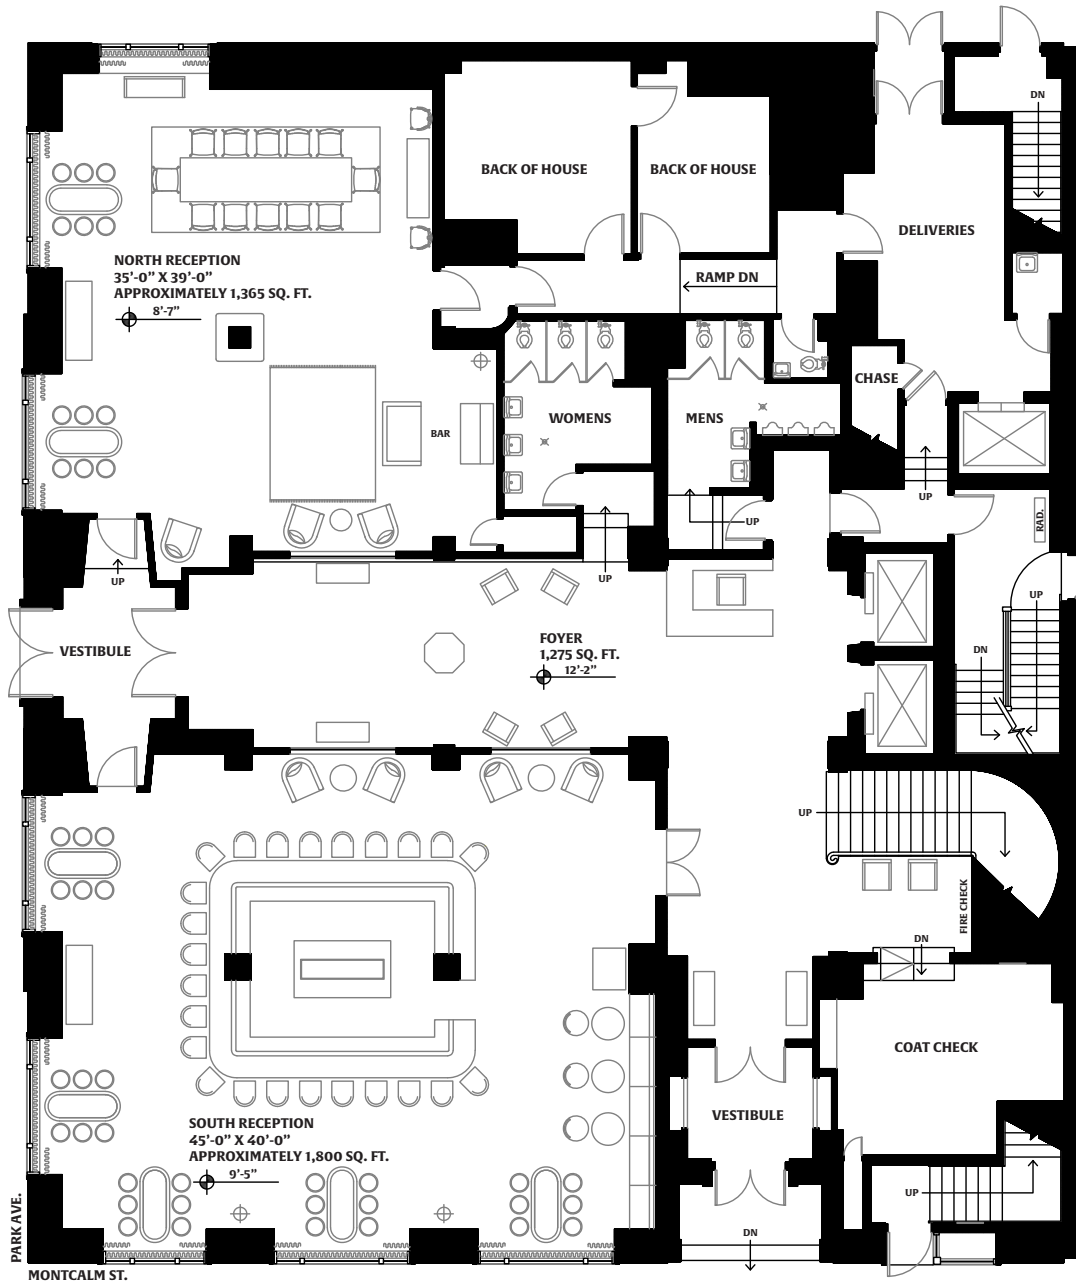 DN
BACK OF HOUSE
BACK OF HOUSE
DELIVERIES
NORTH RECEPTION
35'-0" X 39'-0"
APPROXIMATELY 1,365 SQ. FT.
8'-7"
RAMP DN
CHASE
WOMENS
MENS
BAR
UP
UP
RAD.
UP
UP
UP
VESTIBULE
FOYER
1,275 SQ. FT.
12'-2"
DN
UP
FIRE CHECK
DN
COAT CHECK
VESTIBULE
SOUTH RECEPTION
45'-0" X 40'-0"
APPROXIMATELY 1,800 SQ. FT.
9'-5"
UP
DN
PARK AVE.
MONTCALM ST.